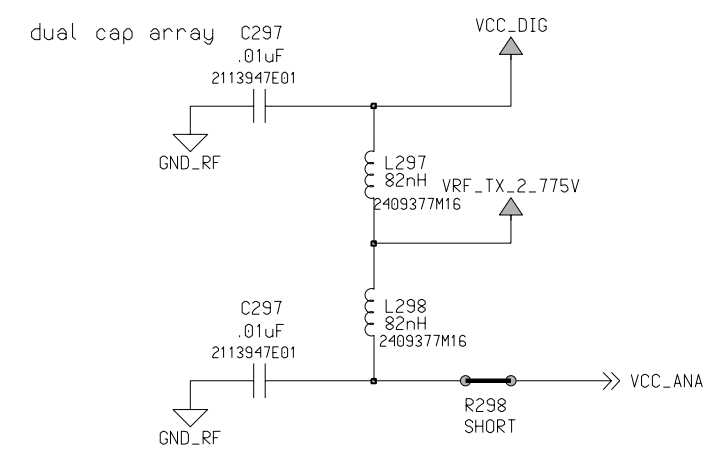 dual cap array
C297
.01uF
2113947E01
VCC_DIG
GND_RF
L297
82nH
2409377M16
VRF_TX_2_775V
C297
.01uF
2113947E01
L298
82nH
2409377M16
GND_RF
R298
SHORT
VCC_ANA